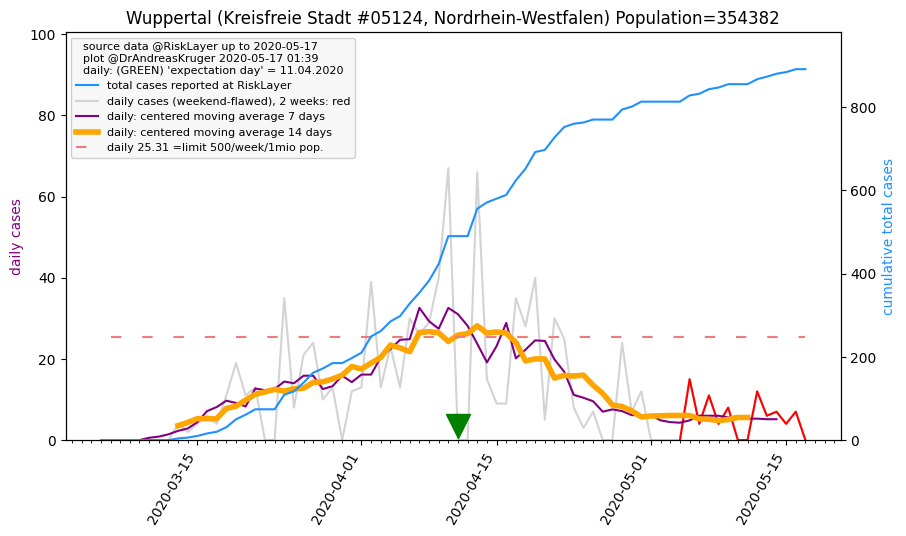 Wuppertal (Kreisfreie Stadt #05124, Nordrhein-Westfalen) Population=354382
source data @RiskLayer up to 2020-05-17
plot @DrAndreasKruger 2020-05-17 01:39
daily: (GREEN) 'expectation day' = 11.04.2020
total cases reported at RiskLayer
daily cases (weekend-flawed), 2 weeks: red
daily: centered moving average 7 days
daily: centered moving average 14 days
daily 25.31 =limit 500/week/1mio pop.
daily cases
100
80
60
40
20
0
cumulative total cases
800
600
400
200
0
2020-03-15
2020-04-01
2020-04-15
2020-05-01
2020-05-15